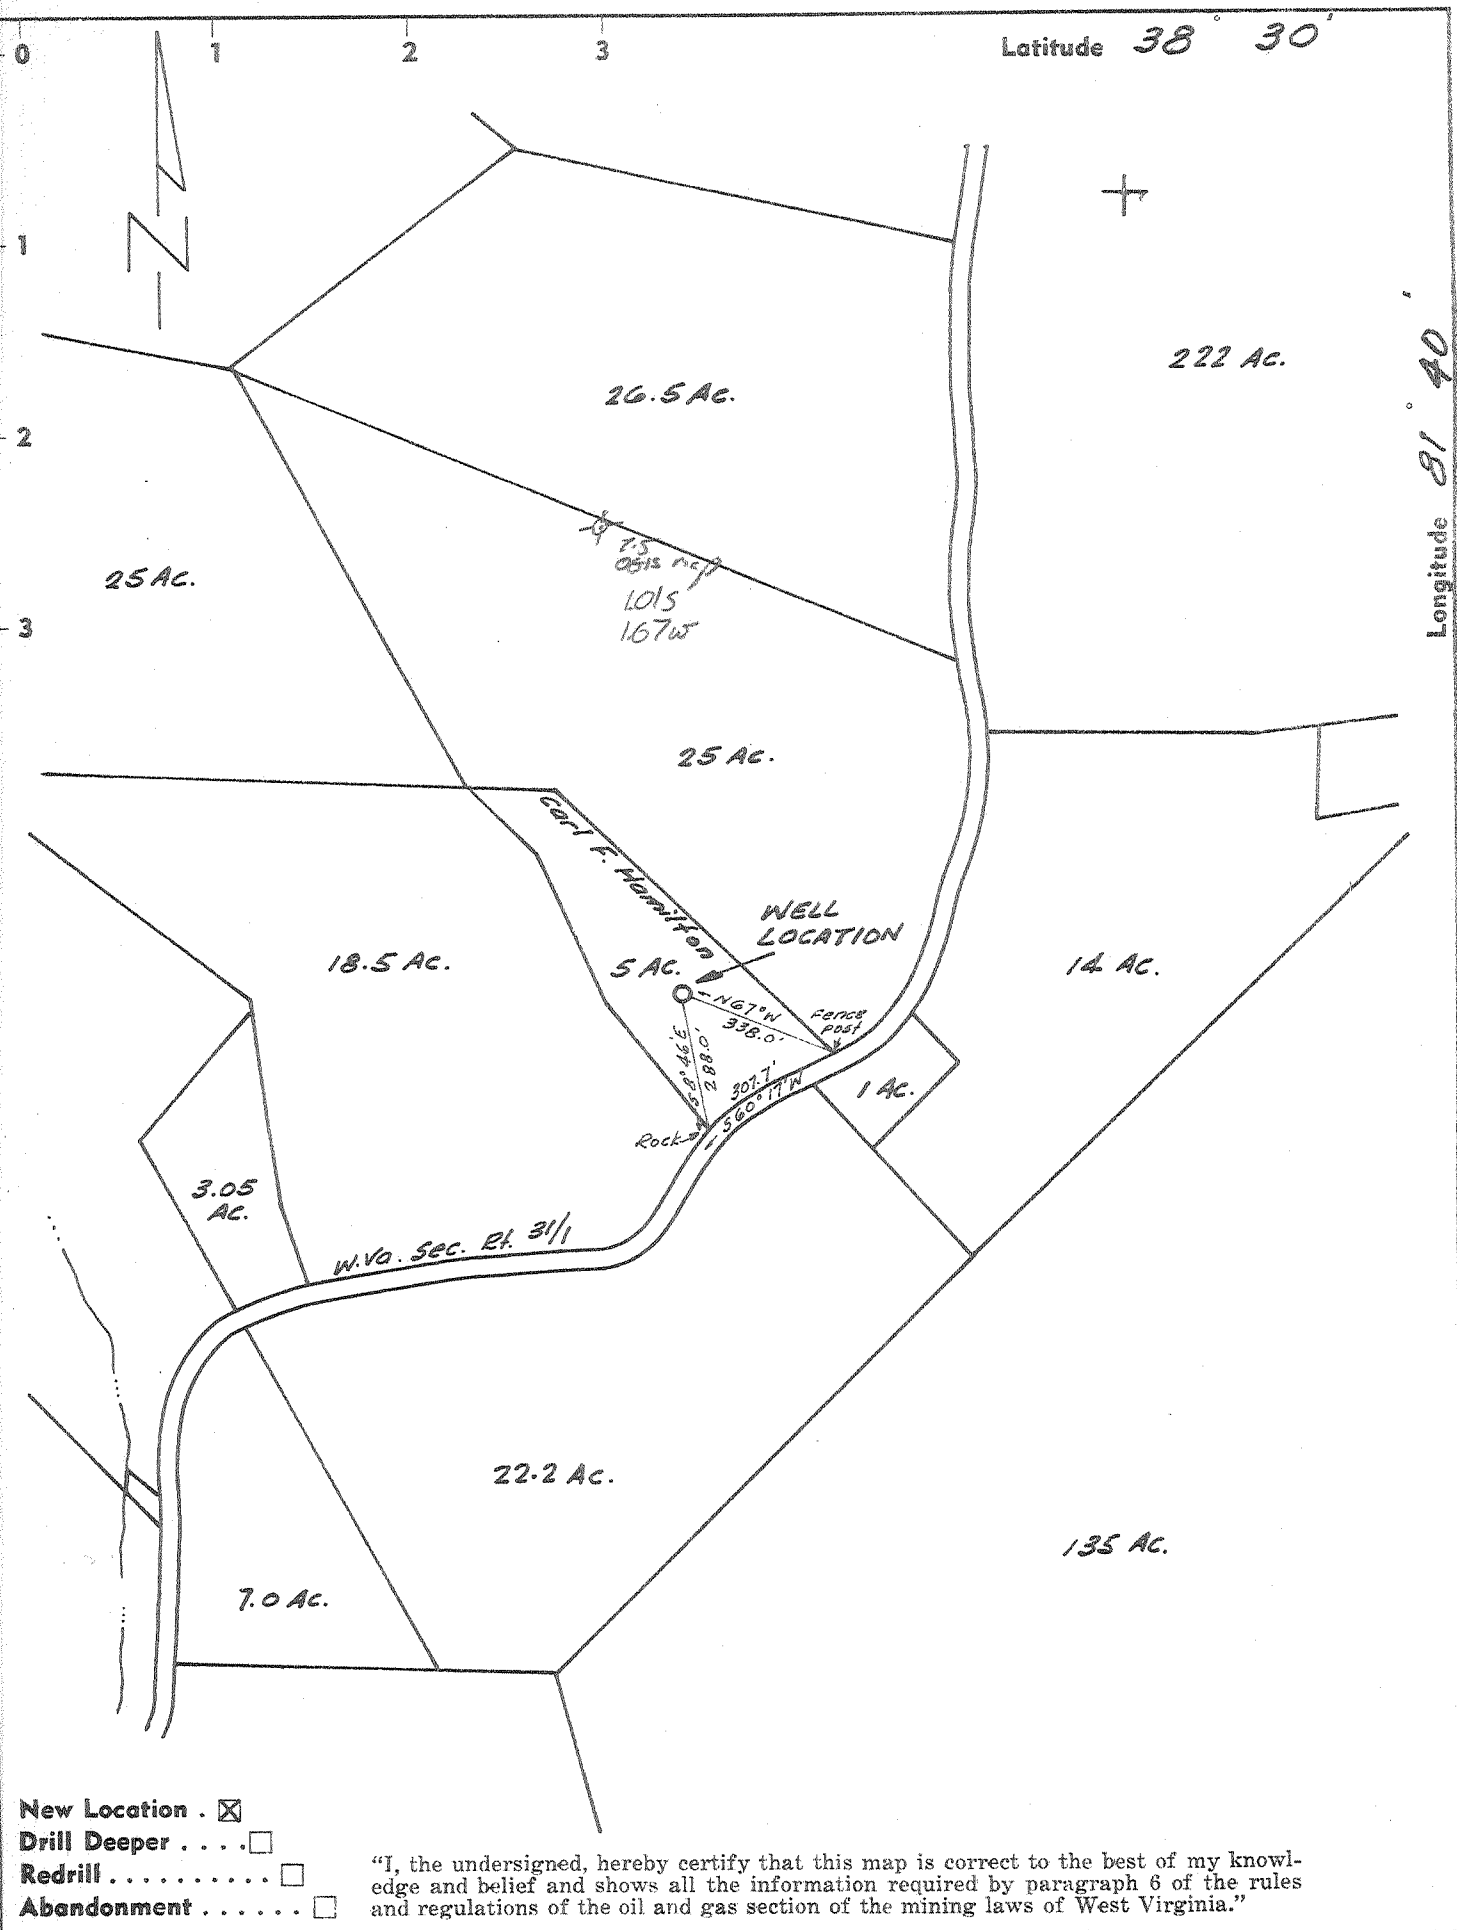 0 1 2 3
Latitude 38° 30'
1
2
3
Longitude 81° 40'
222 Ac.
26.5 Ac.
7.5
1.01S
1.67W
25 Ac.
25 Ac.
Carl F. Hamilton
WELL
LOCATION
18.5 Ac.
5 AC.
14 Ac.
N67°W
338.0'
Fence
Post
S8°46'E
288.0'
307.7'
S60°17'W
1 Ac.
Rock
3.05
AC.
W.Va. Sec. Rt. 31/1
22.2 Ac.
135 Ac.
7.0 Ac.
New Location . ☒
Drill Deeper . . . . ☐
Redrill . . . . . . . . . . ☐
Abandonment . . . . . . ☐
“I, the undersigned, hereby certify that this map is correct to the best of my knowl-
edge and belief and shows all the information required by paragraph 6 of the rules
and regulations of the oil and gas section of the mining laws of West Virginia.”